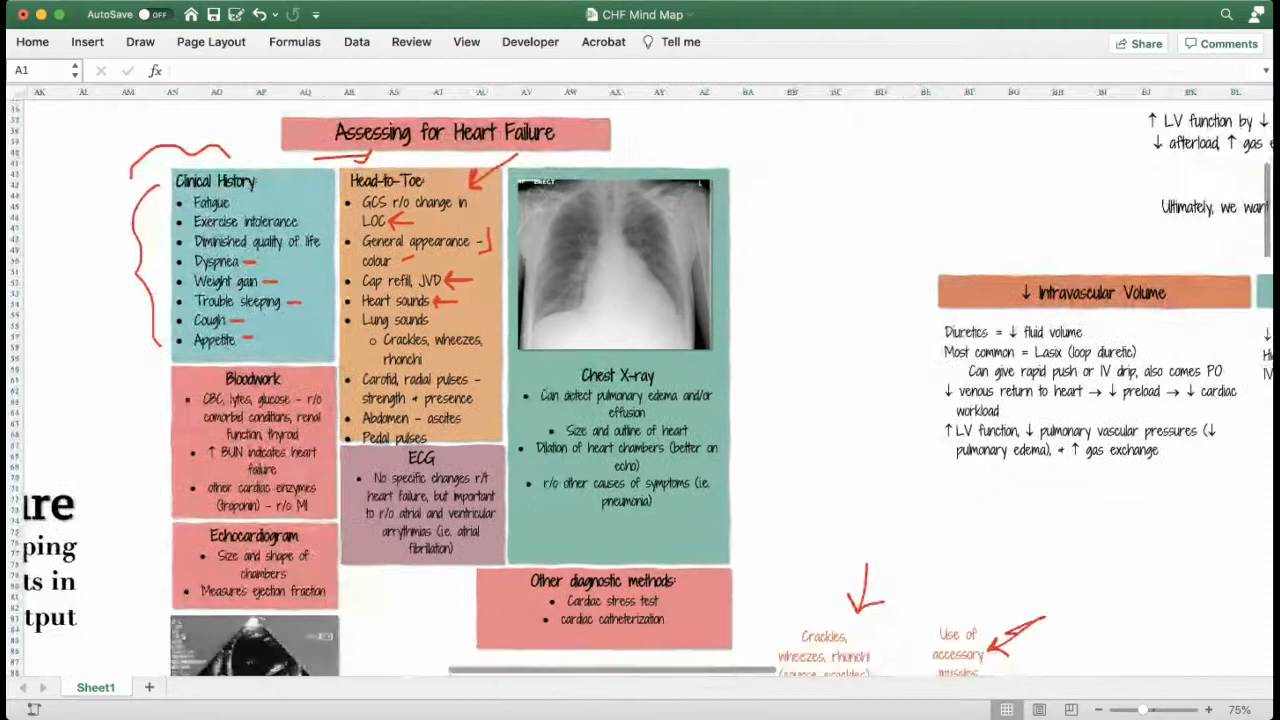 AutoSave OFF
CHF Mind Map
Home Insert Draw Page Layout Formulas Data Review View Developer Acrobat Tell me
Share Comments
A1
fx
Assessing for Heart Failure
Clinical History:
• Fatigue
• Exercise intolerance
• Diminished quality of life
• Dyspnea
• Weight gain
• Trouble sleeping
• Cough
• Appetite
Bloodwork
• CBC, lytes, glucose – r/o
comorbid conditions, renal
function, thyroid
• ↑ BUN indicates heart
failure
• other cardiac enzymes
(troponin) – r/o MI
Echocardiogram
• Size and shape of
chambers
• Measure's ejection fraction
Head-to-Toe:
• GCS r/o change in
LOC
• General appearance –
colour
• Cap refill, JVD
• Heart sounds
• Lung sounds
o Crackles, wheezes,
rhonchi
• Carotid, radial pulses –
strength + presence
• Abdomen – ascites
• Pedal pulses
ECG
• No specific changes r/t
heart failure, but important
to r/o atrial and ventricular
arrythmias (i.e. atrial
fibrillation)
ERECT
L
Chest X-ray
• Can detect pulmonary edema and/or
effusion
• Size and outline of heart
• Dilation of heart chambers (better on
echo)
• r/o other causes of symptoms (i.e.
pneumonia)
Other diagnostic methods:
• Cardiac stress test
• cardiac catheterization
↑ LV function by ↓
↓ afterload, ↑ gas e
Ultimately, we want
↓ Intravascular Volume
Diuretics = ↓ fluid volume
Most common = Lasix (loop diuretic)
Can give rapid push or IV drip, also comes PO
↓ venous return to heart → ↓ preload → ↓ cardiac
workload
↑ LV function, ↓ pulmonary vascular pressures (↓
pulmonary edema), + ↑ gas exchange
ure
ping
ts in
tput
Crackles,
wheezes, rhonchi
Use of
accessory
muscles
Sheet1
75%